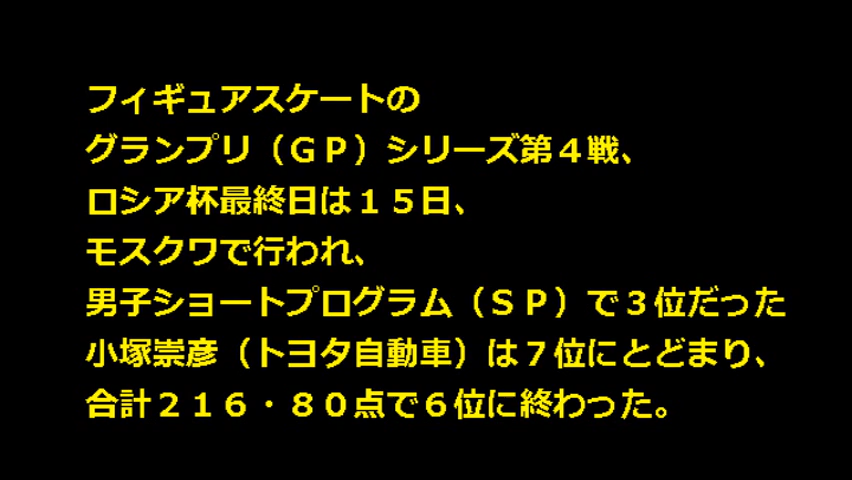 フィギュアスケートの
グランプリ（ＧＰ）シリーズ第４戦、
ロシア杯最終日は１５日、
モスクワで行われ、
男子ショートプログラム（ＳＰ）で３位だった
小塚崇彦（トヨタ自動車）は７位にとどまり、
合計２１６・８０点で６位に終わった。